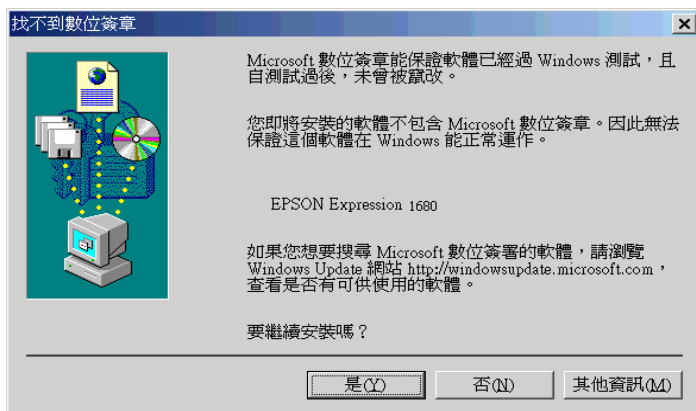 找不到數位簽章
Microsoft 數位簽章能保證軟體已經過 Windows 測試，且
自測試過後，未曾被竄改。
您即將安裝的軟體不包含 Microsoft 數位簽章。因此無法
保證這個軟體在 Windows 能正常運作。
EPSON Expression 1680
如果您想要搜尋 Microsoft 數位簽署的軟體，請瀏覽
Windows Update 網站 http://windowsupdate.microsoft.com，
查看是否有可供使用的軟體。
要繼續安裝嗎？
是(Y)
否(N)
其他資訊(M)